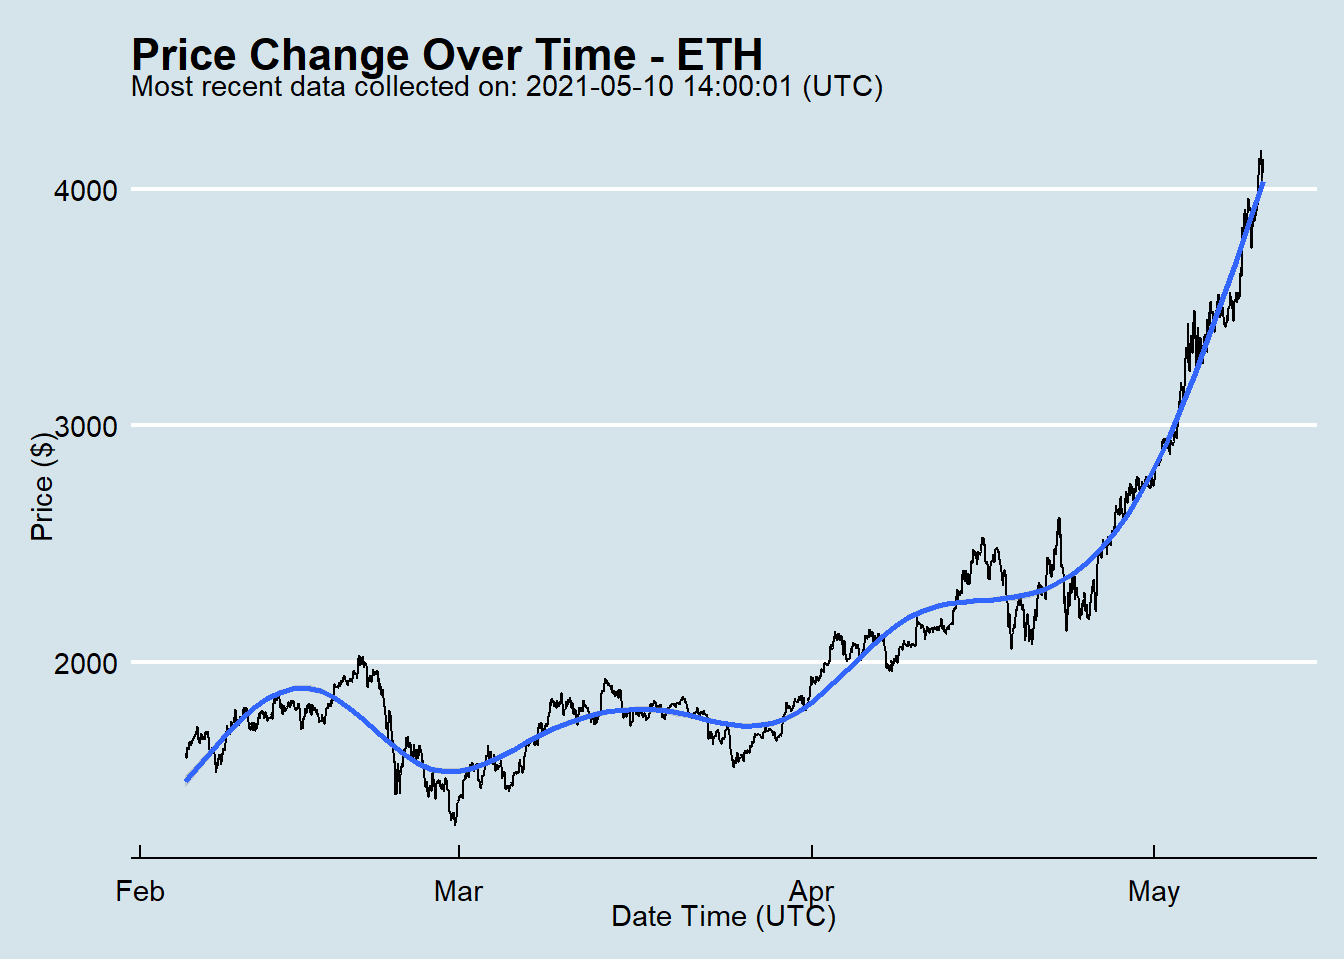 Price Change Over Time - ETH
Most recent data collected on: 2021-05-10 14:00:01 (UTC)
4000
3000
2000
Price ($)
Feb Mar Apr May
Date Time (UTC)